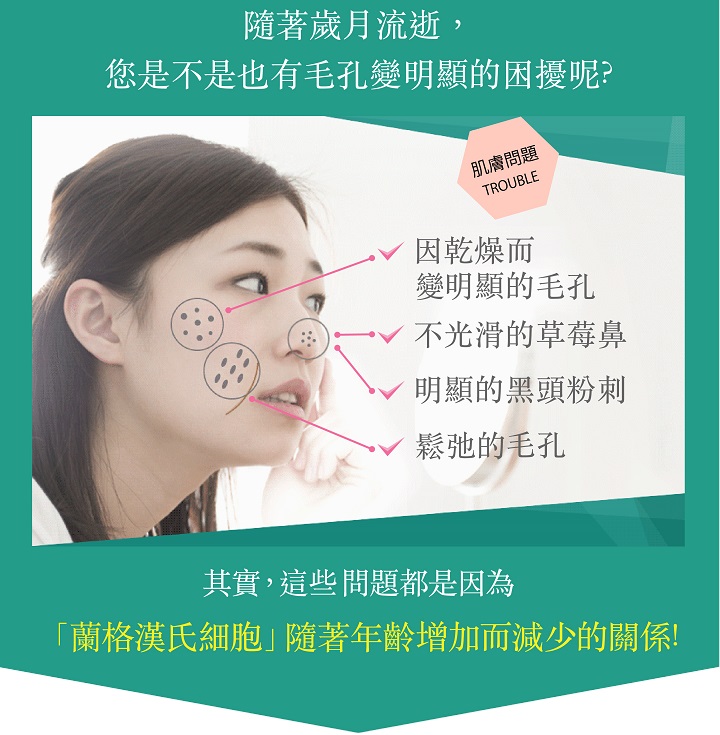 隨著歲月流逝，
您是不是也有毛孔變明顯的困擾呢?
肌膚問題
TROUBLE
因乾燥而
變明顯的毛孔
不光滑的草莓鼻
明顯的黑頭粉刺
鬆弛的毛孔
其實，這些問題都是因為
「蘭格漢氏細胞」隨著年齡增加而減少的關係!